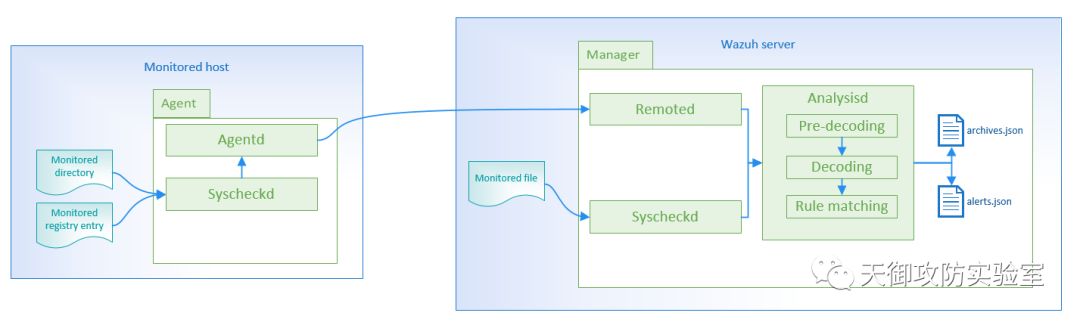 Monitored host
Agent
Agentd
Syscheckd
Monitored
directory
Monitored
registry entry
Wazuh server
Manager
Remoted
Monitored file
Syscheckd
Analysisd
Pre-decoding
Decoding
Rule matching
archives.json
alerts.json
天御攻防实验室